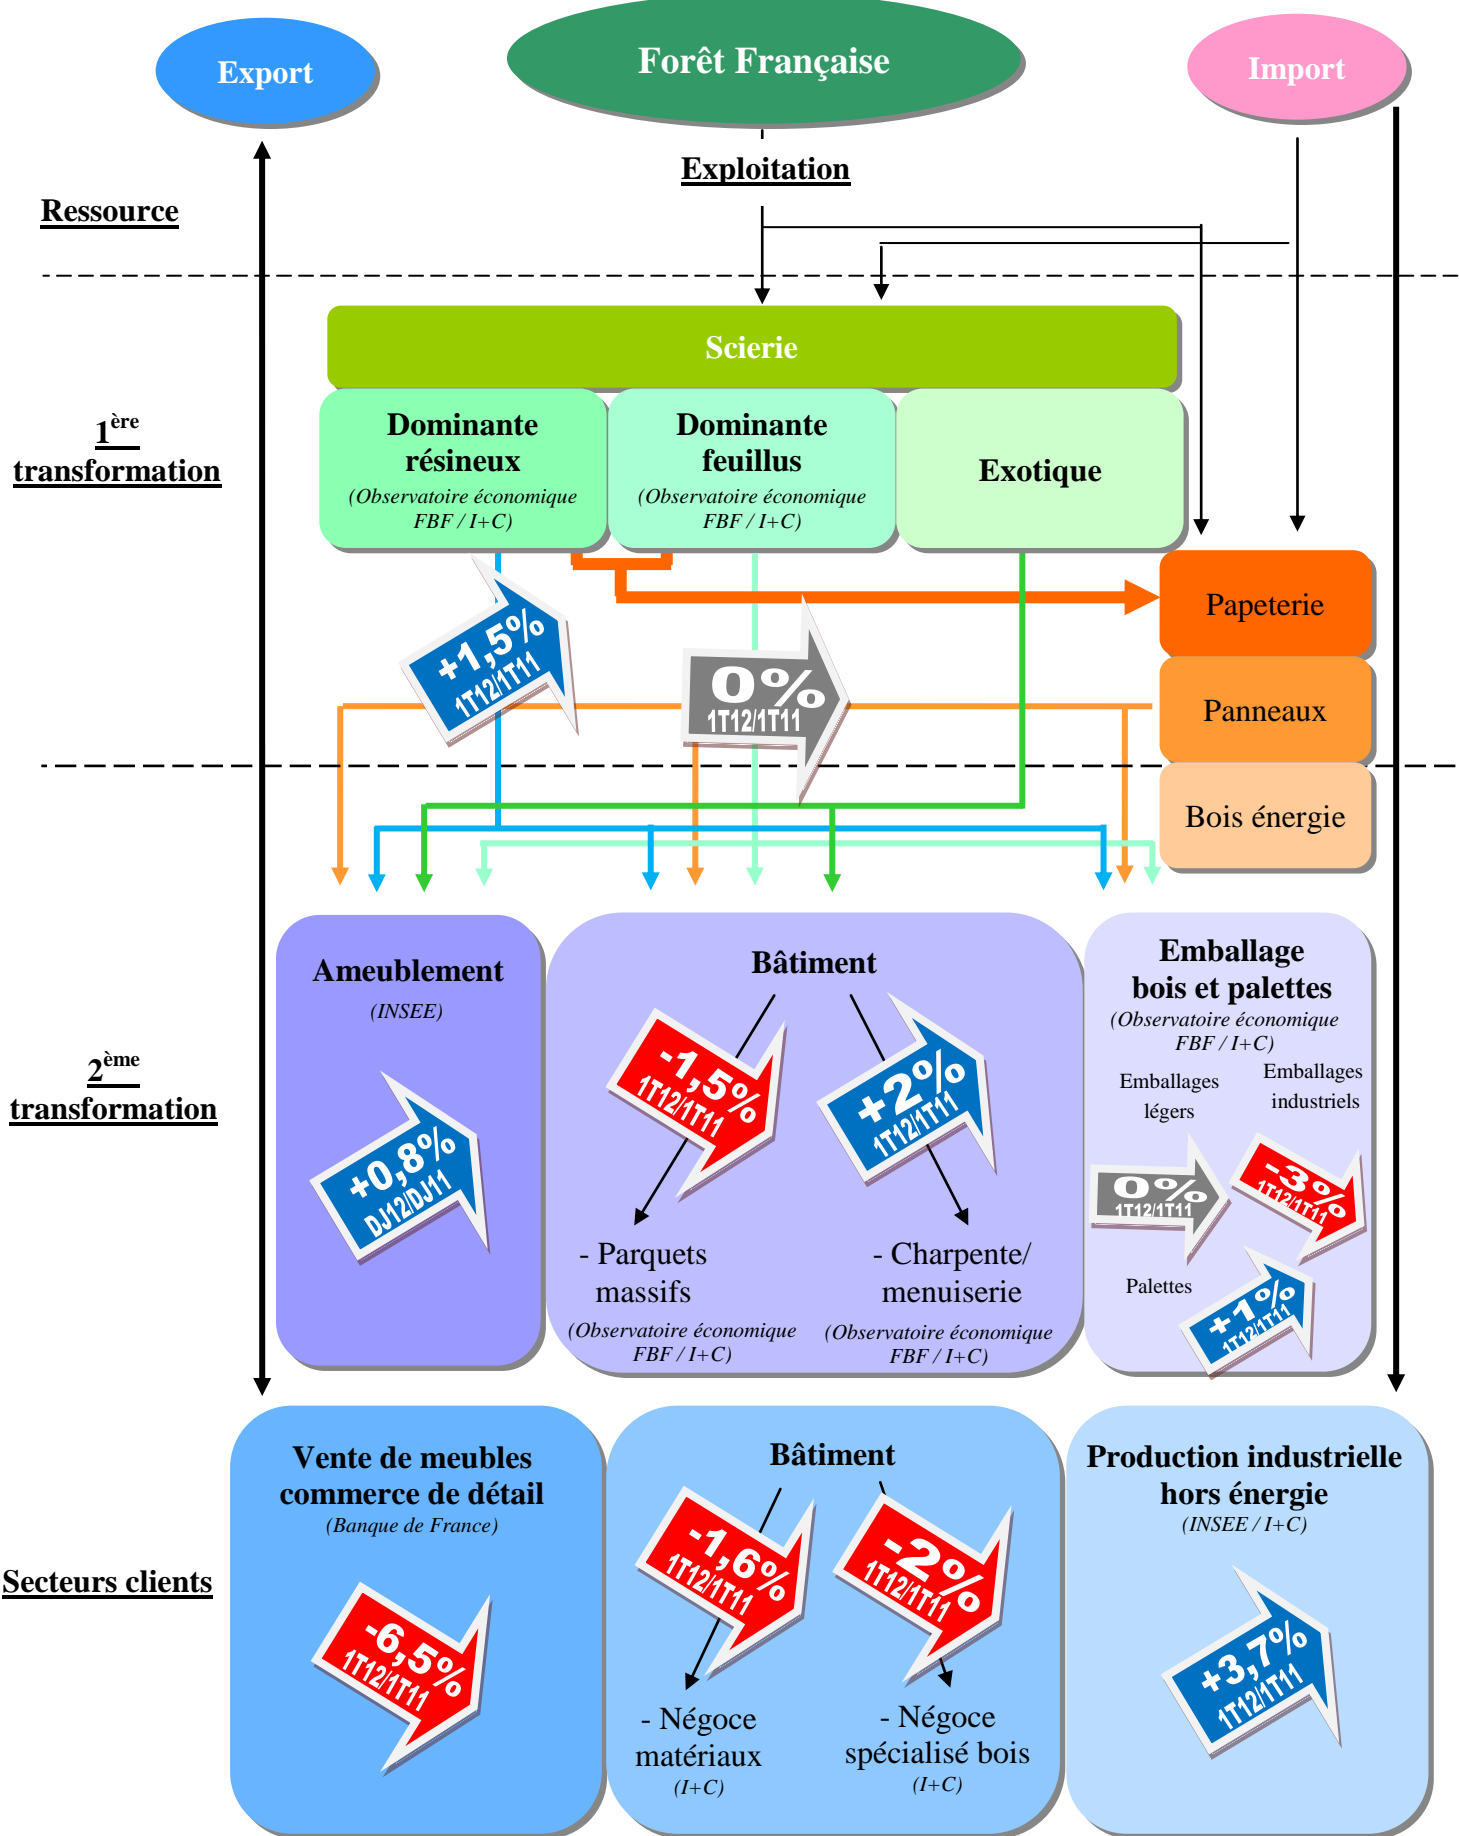 Export
Forêt Française
Import
Exploitation
Ressource
Scierie
1ère
transformation
Dominante
résineux
(Observatoire économique
FBF / I+C)
Dominante
feuillus
(Observatoire économique
FBF / I+C)
Exotique
+1,5%
1T12/1T11
0%
1T12/1T11
Papeterie
Panneaux
Bois énergie
2ème
transformation
Ameublement
(INSEE)
+0,8%
DJ12/DJ11
Bâtiment
-1,5%
1T12/1T11
+2%
1T12/1T11
- Parquets
massifs
(Observatoire économique
FBF / I+C)
- Charpente/
menuiserie
(Observatoire économique
FBF / I+C)
Emballage
bois et palettes
(Observatoire économique
FBF / I+C)
Emballages
légers
Emballages
industriels
0%
1T12/1T11
-3%
1T12/1T11
Palettes
+1%
1T12/1T11
Secteurs clients
Vente de meubles
commerce de détail
(Banque de France)
-6,5%
1T12/1T11
Bâtiment
-1,6%
1T12/1T11
-2%
1T12/1T11
- Négoce
matériaux
(I+C)
- Négoce
spécialisé bois
(I+C)
Production industrielle
hors énergie
(INSEE / I+C)
+3,7%
1T12/1T11